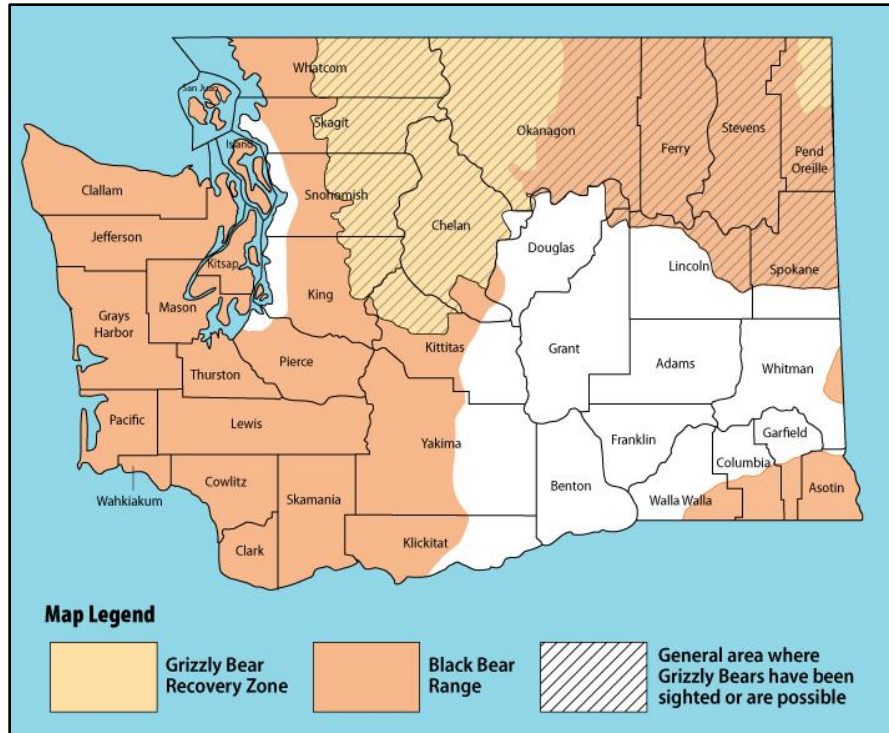 Whatcom
San Juan
Skagit
Island
Okanagon
Ferry
Stevens
Pend
Oreille
Clallam
Snohomish
Chelan
Jefferson
Douglas
Kitsap
Lincoln
Spokane
Grays
Harbor
Mason
King
Kittitas
Grant
Thurston
Pierce
Adams
Whitman
Pacific
Lewis
Yakima
Franklin
Garfield
Columbia
Benton
Wahkiakum
Cowlitz
Skamania
Walla Walla
Asotin
Clark
Klickitat
Map Legend
Grizzly Bear
Recovery Zone
Black Bear
Range
General area where
Grizzly Bears have been
sighted or are possible